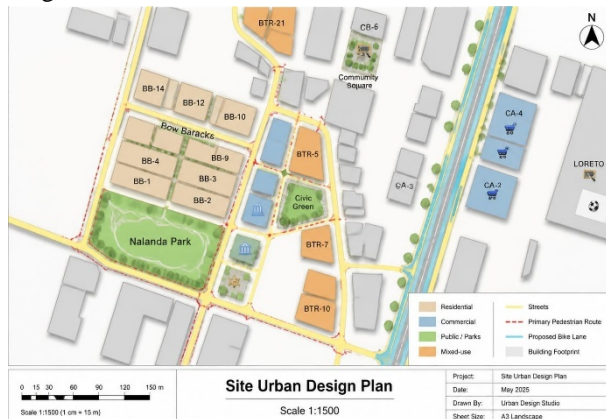 BTR-21
CB-6
N
Community
Square
BB-14
BB-12
BB-10
CA-4
Bow Baracks
BTR-5
BB-9
BB-4
BB-3
BB-1
BB-2
LORETO
CA-3
CA-3
Civic
Green
Nalanda Park
BTR-7
BTR-10
Residential
Commercial
Public / Parks
Mixed-use
Streets
Primary Pedestrian Route
Proposed Bike Lane
Building Footprint
0 15 30 45 60 90 120 150 m
Scale 1:1500 (1 cm = 15 m)
Site Urban Design Plan
Scale 1:1500
Project: Site Urban Design Plan
Date: May 2025
Drawn By: Urban Design Studio
Sheet Size: A3 Landscape